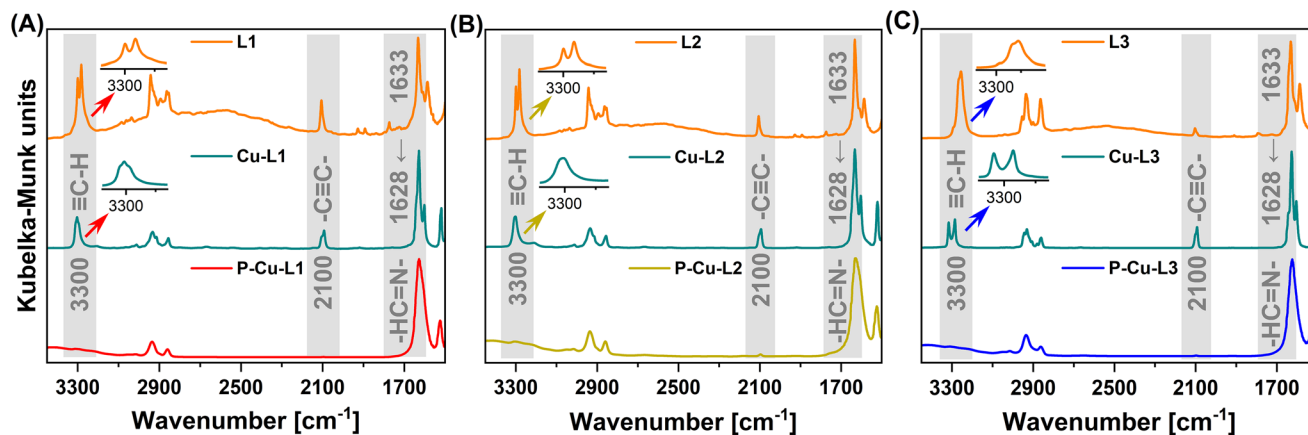 (A)
L1
3300
1633
Cu-L1
≡C-H
3300
-C≡C-
1628 ←
P-Cu-L1
3300
2100
-HC=N-
Kubelka-Munk units
3300 2900 2500 2100 1700
Wavenumber [cm-1]
(B)
L2
3300
1633
Cu-L2
≡C-H
3300
-C≡C-
1628 ←
P-Cu-L2
3300
2100
-HC=N-
3300 2900 2500 2100 1700
Wavenumber [cm-1]
(C)
L3
3300
1633
Cu-L3
≡C-H
3300
-C≡C-
1628 ←
P-Cu-L3
3300
2100
-HC=N-
3300 2900 2500 2100 1700
Wavenumber [cm-1]